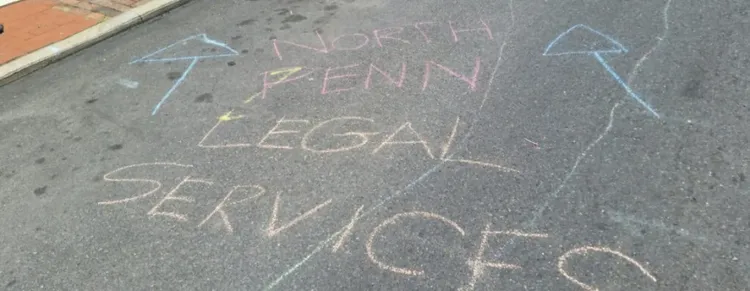 NORTH
PENN
LEGAL
SERVICES